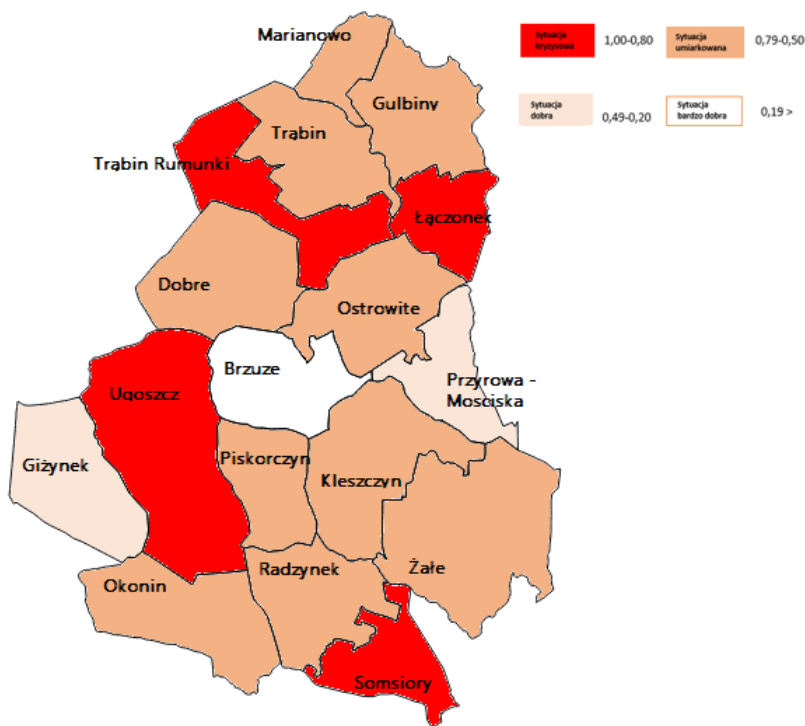 Marianowo
Gulbiny
Trąbin
Trąbin Rumunki
Łączonek
Dobre
Ostrowite
Brzuze
Przyrowa -
Mosciska
Ugoszcz
Giżynek
Piskorczyn
Kleszczyn
Radzynek
Żałe
Okonin
Somsiory
Sytuacja
kryzysowa
1,00-0,80
Sytuacja
umiarkowana
0,79-0,50
Sytuacja
dobra
0,49-0,20
Sytuacja
bardzo dobra
0,19 >